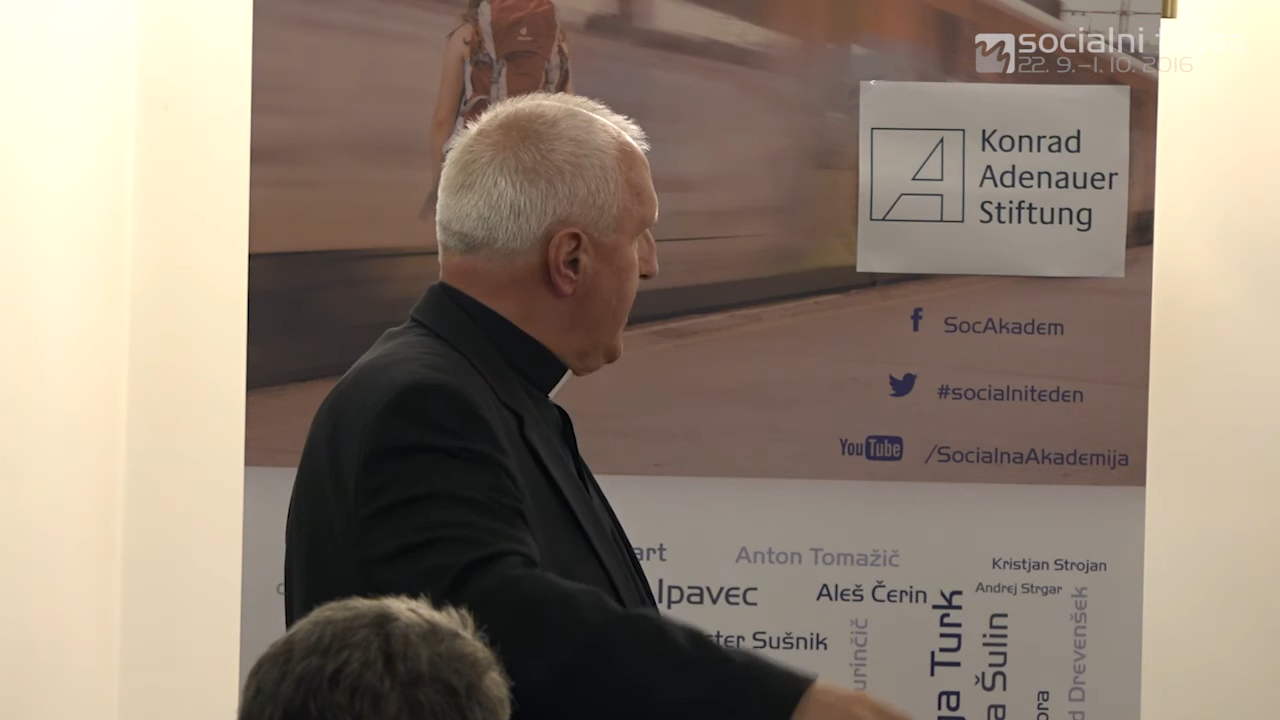 socialni
22. 9.–1. 10. 2016
Konrad
Adenauer
Stiftung
SocAkadem
#socialniteden
YouTube /SocialnaAkademija
Anton Tomažič
Kristjan Strojan
Ipavec
Aleš Čerin
Andrej Strgar
Sušnik
Turk
Šulin
Drevenšek